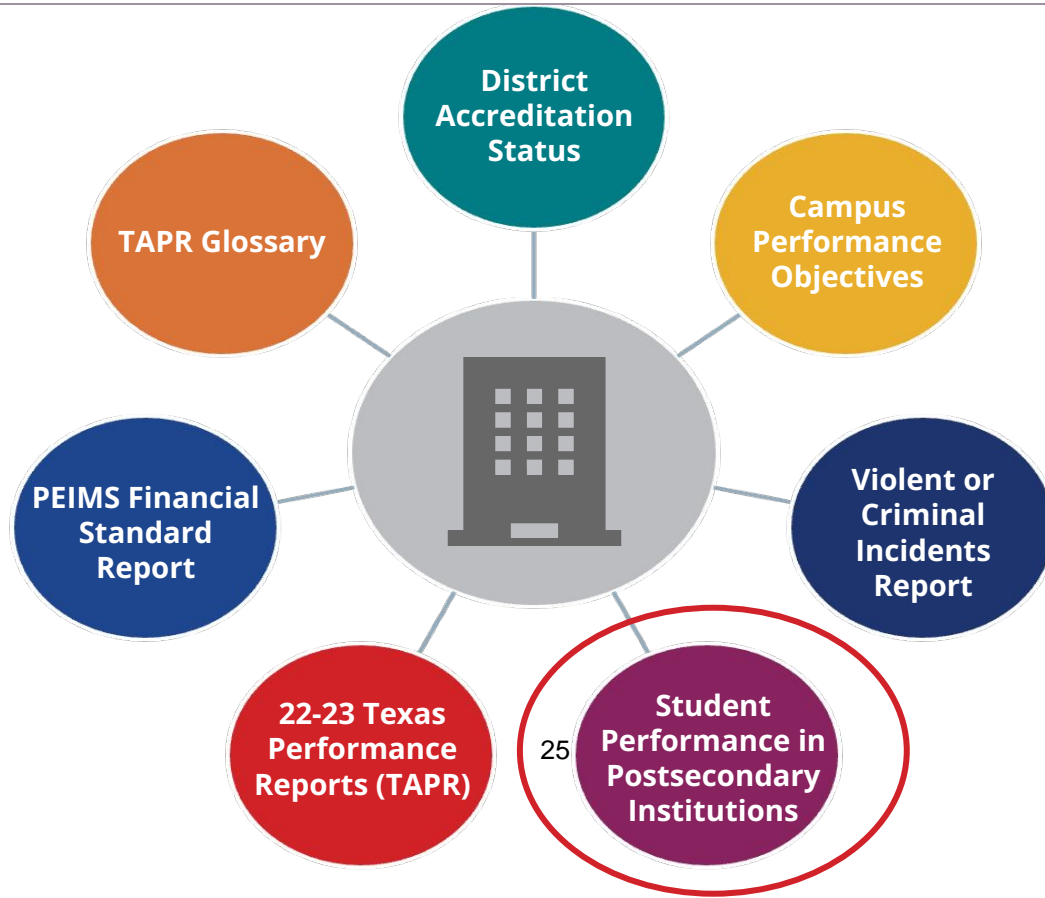 District
Accreditation
Status
TAPR Glossary
Campus
Performance
Objectives
PEIMS Financial
Standard
Report
Violent or
Criminal
Incidents
Report
22-23 Texas
Performance
Reports (TAPR)
25
Student
Performance in
Postsecondary
Institutions